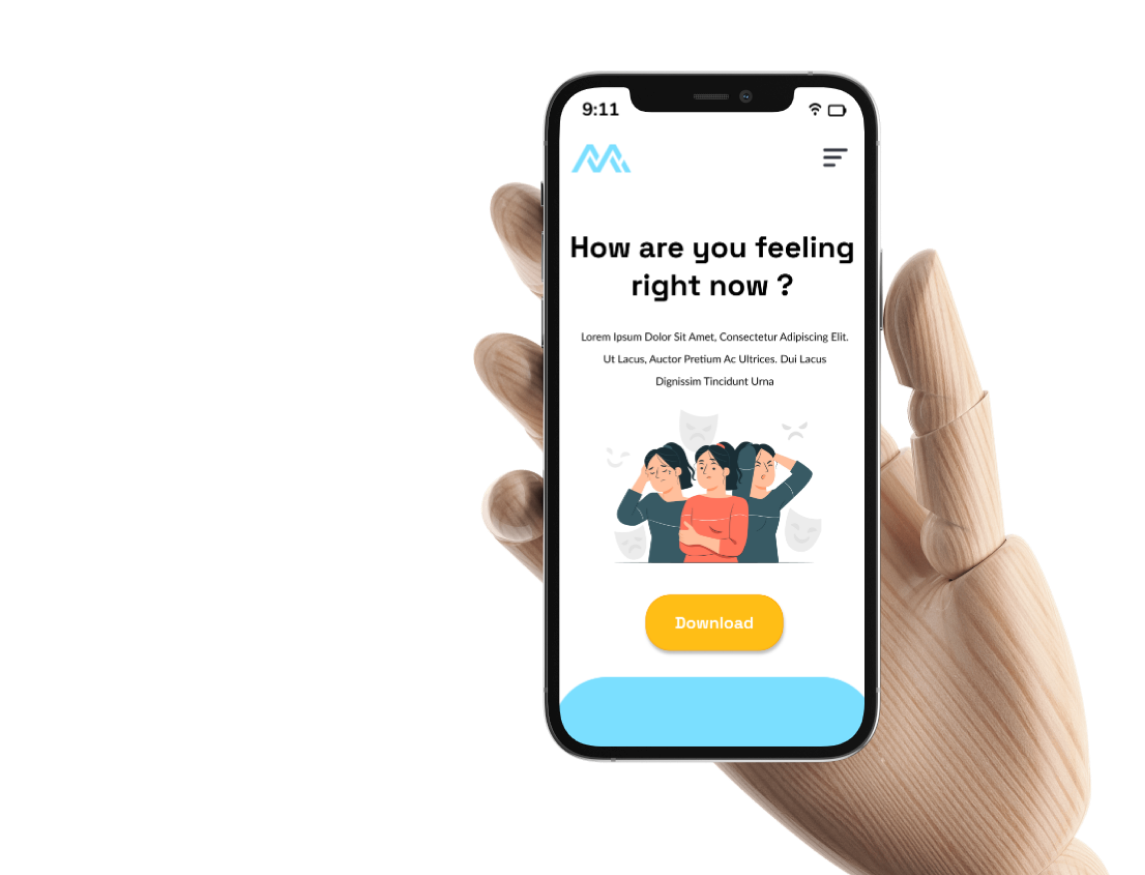 9:11
How are you feeling
right now ?
Lorem Ipsum Dolor Sit Amet, Consectetur Adipiscing Elit.
Ut Lacus, Auctor Pretium Ac Ultrices. Dui Lacus
Dignissim Tincidunt Urna
Download